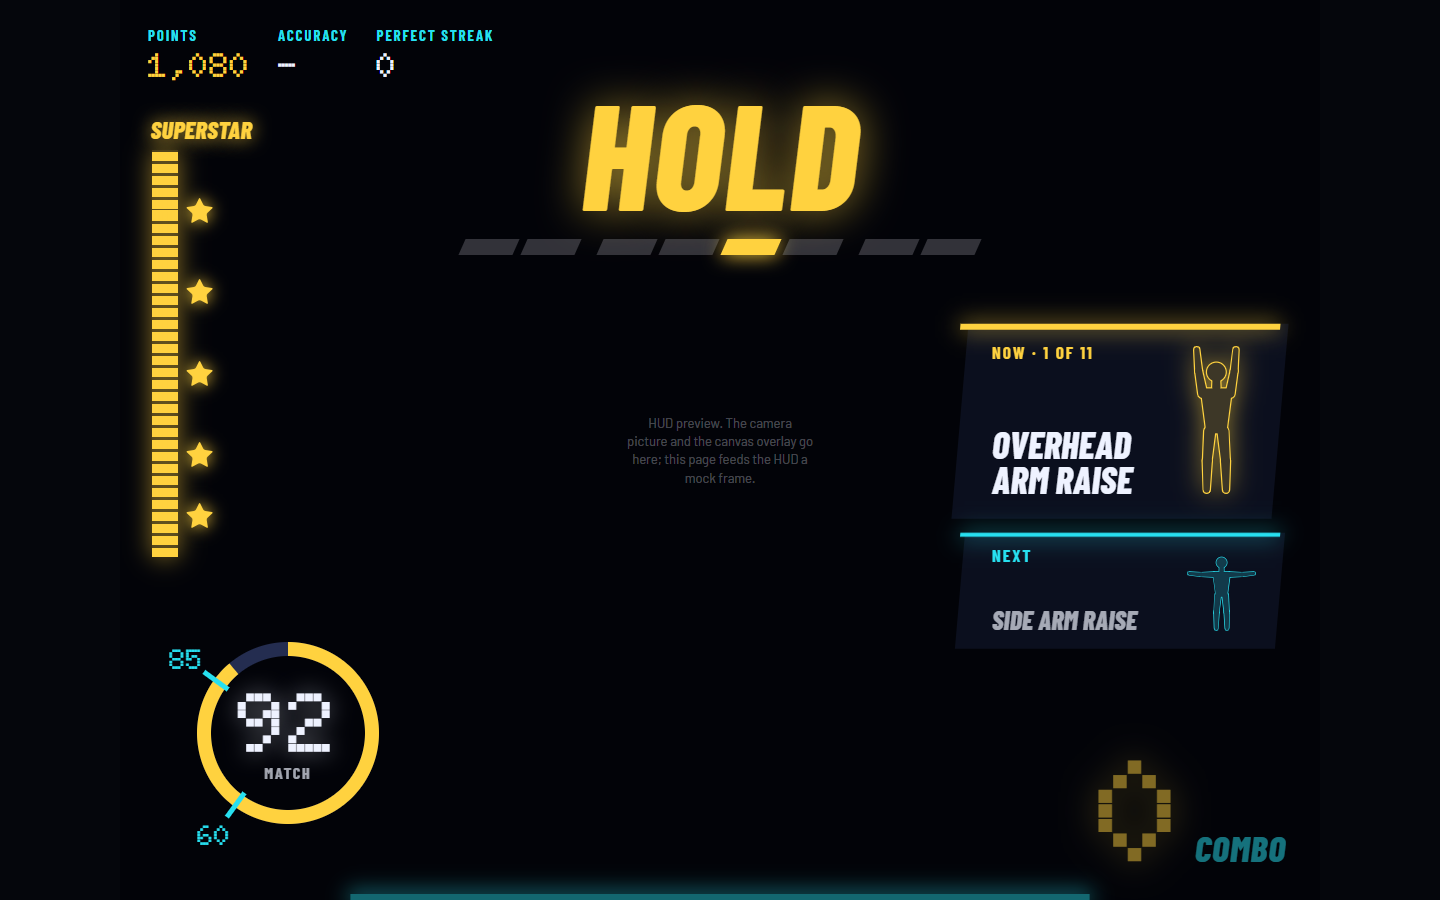 POINTS
1,080
ACCURACY
—
PERFECT STREAK
0
SUPERSTAR
HOLD
NOW · 1 OF 11
OVERHEAD
ARM RAISE
NEXT
SIDE ARM RAISE
HUD preview. The camera
picture and the canvas overlay go
here; this page feeds the HUD a
mock frame.
85
92
MATCH
60
0
COMBO